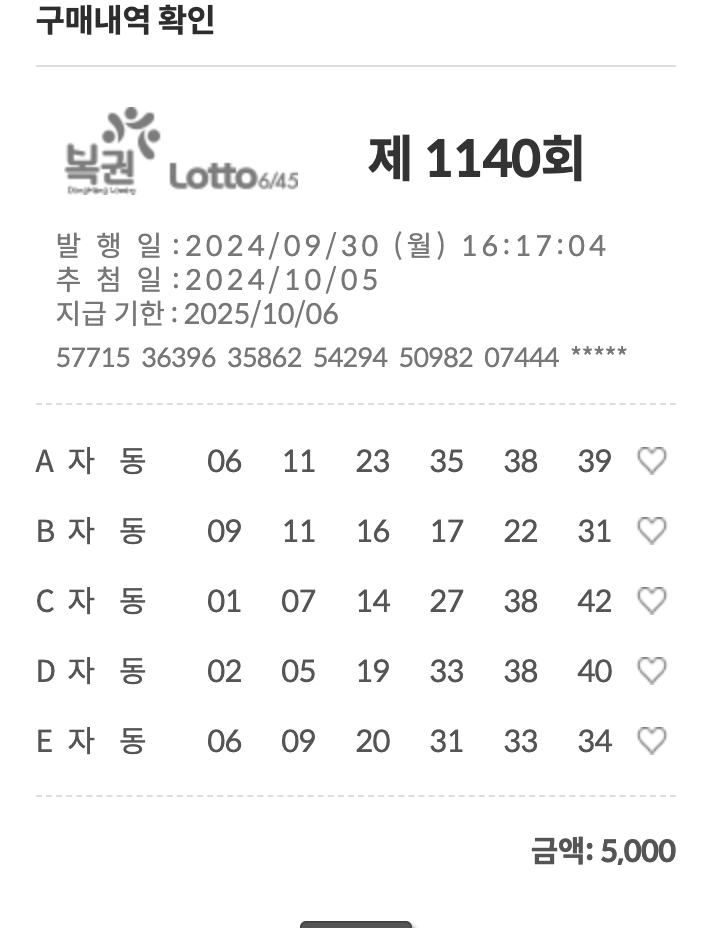 구매내역 확인
복권 Lotto6/45 제 1140회
DongHang Lottery
발 행 일 : 2024/09/30 (월) 16:17:04
추 첨 일 : 2024/10/05
지급 기한 : 2025/10/06
57715 36396 35862 54294 50982 07444 *****
A 자 동 06 11 23 35 38 39
B 자 동 09 11 16 17 22 31
C 자 동 01 07 14 27 38 42
D 자 동 02 05 19 33 38 40
E 자 동 06 09 20 31 33 34
금액: 5,000